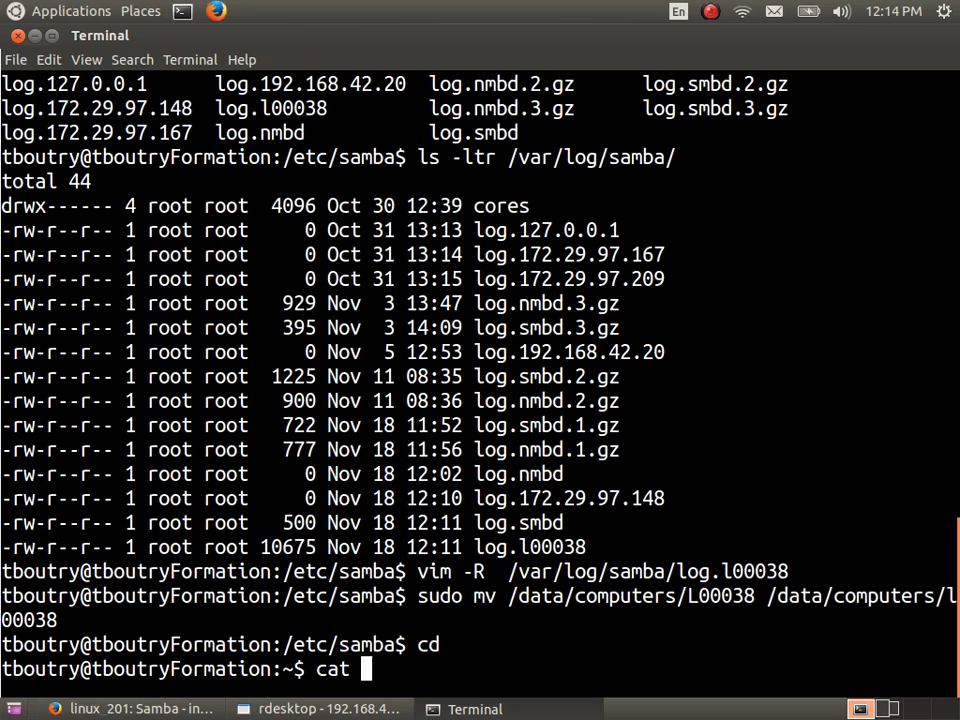 Applications Places En 12:14 PM
Terminal
File Edit View Search Terminal Help
log.127.0.0.1 log.192.168.42.20 log.nmbd.2.gz log.smbd.2.gz
log.172.29.97.148 log.l00038 log.nmbd.3.gz log.smbd.3.gz
log.172.29.97.167 log.nmbd log.smbd
tboutry@tboutryFormation:/etc/samba$ ls -ltr /var/log/samba/
total 44
drwx------ 4 root root 4096 Oct 30 12:39 cores
-rw-r--r-- 1 root root 0 Oct 31 13:13 log.127.0.0.1
-rw-r--r-- 1 root root 0 Oct 31 13:14 log.172.29.97.167
-rw-r--r-- 1 root root 0 Oct 31 13:15 log.172.29.97.209
-rw-r--r-- 1 root root 929 Nov 3 13:47 log.nmbd.3.gz
-rw-r--r-- 1 root root 395 Nov 3 14:09 log.smbd.3.gz
-rw-r--r-- 1 root root 0 Nov 5 12:53 log.192.168.42.20
-rw-r--r-- 1 root root 1225 Nov 11 08:35 log.smbd.2.gz
-rw-r--r-- 1 root root 900 Nov 11 08:36 log.nmbd.2.gz
-rw-r--r-- 1 root root 722 Nov 18 11:52 log.smbd.1.gz
-rw-r--r-- 1 root root 777 Nov 18 11:56 log.nmbd.1.gz
-rw-r--r-- 1 root root 0 Nov 18 12:02 log.nmbd
-rw-r--r-- 1 root root 0 Nov 18 12:10 log.172.29.97.148
-rw-r--r-- 1 root root 500 Nov 18 12:11 log.smbd
-rw-r--r-- 1 root root 10675 Nov 18 12:11 log.l00038
tboutry@tboutryFormation:/etc/samba$ vim -R  /var/log/samba/log.l00038
tboutry@tboutryFormation:/etc/samba$ sudo mv /data/computers/L00038 /data/computers/l
00038
tboutry@tboutryFormation:/etc/samba$ cd
tboutry@tboutryFormation:~$ cat
linux_201: Samba - in... rdesktop - 192.168.4... Terminal